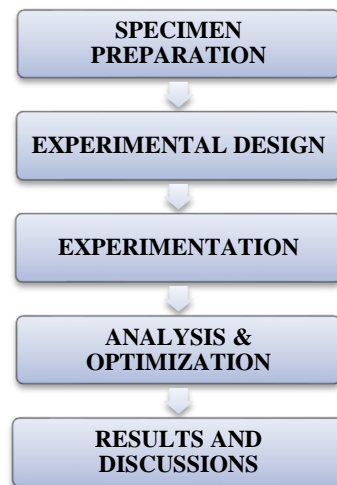 SPECIMEN
PREPARATION
EXPERIMENTAL DESIGN
EXPERIMENTATION
ANALYSIS &
OPTIMIZATION
RESULTS AND
DISCUSSIONS